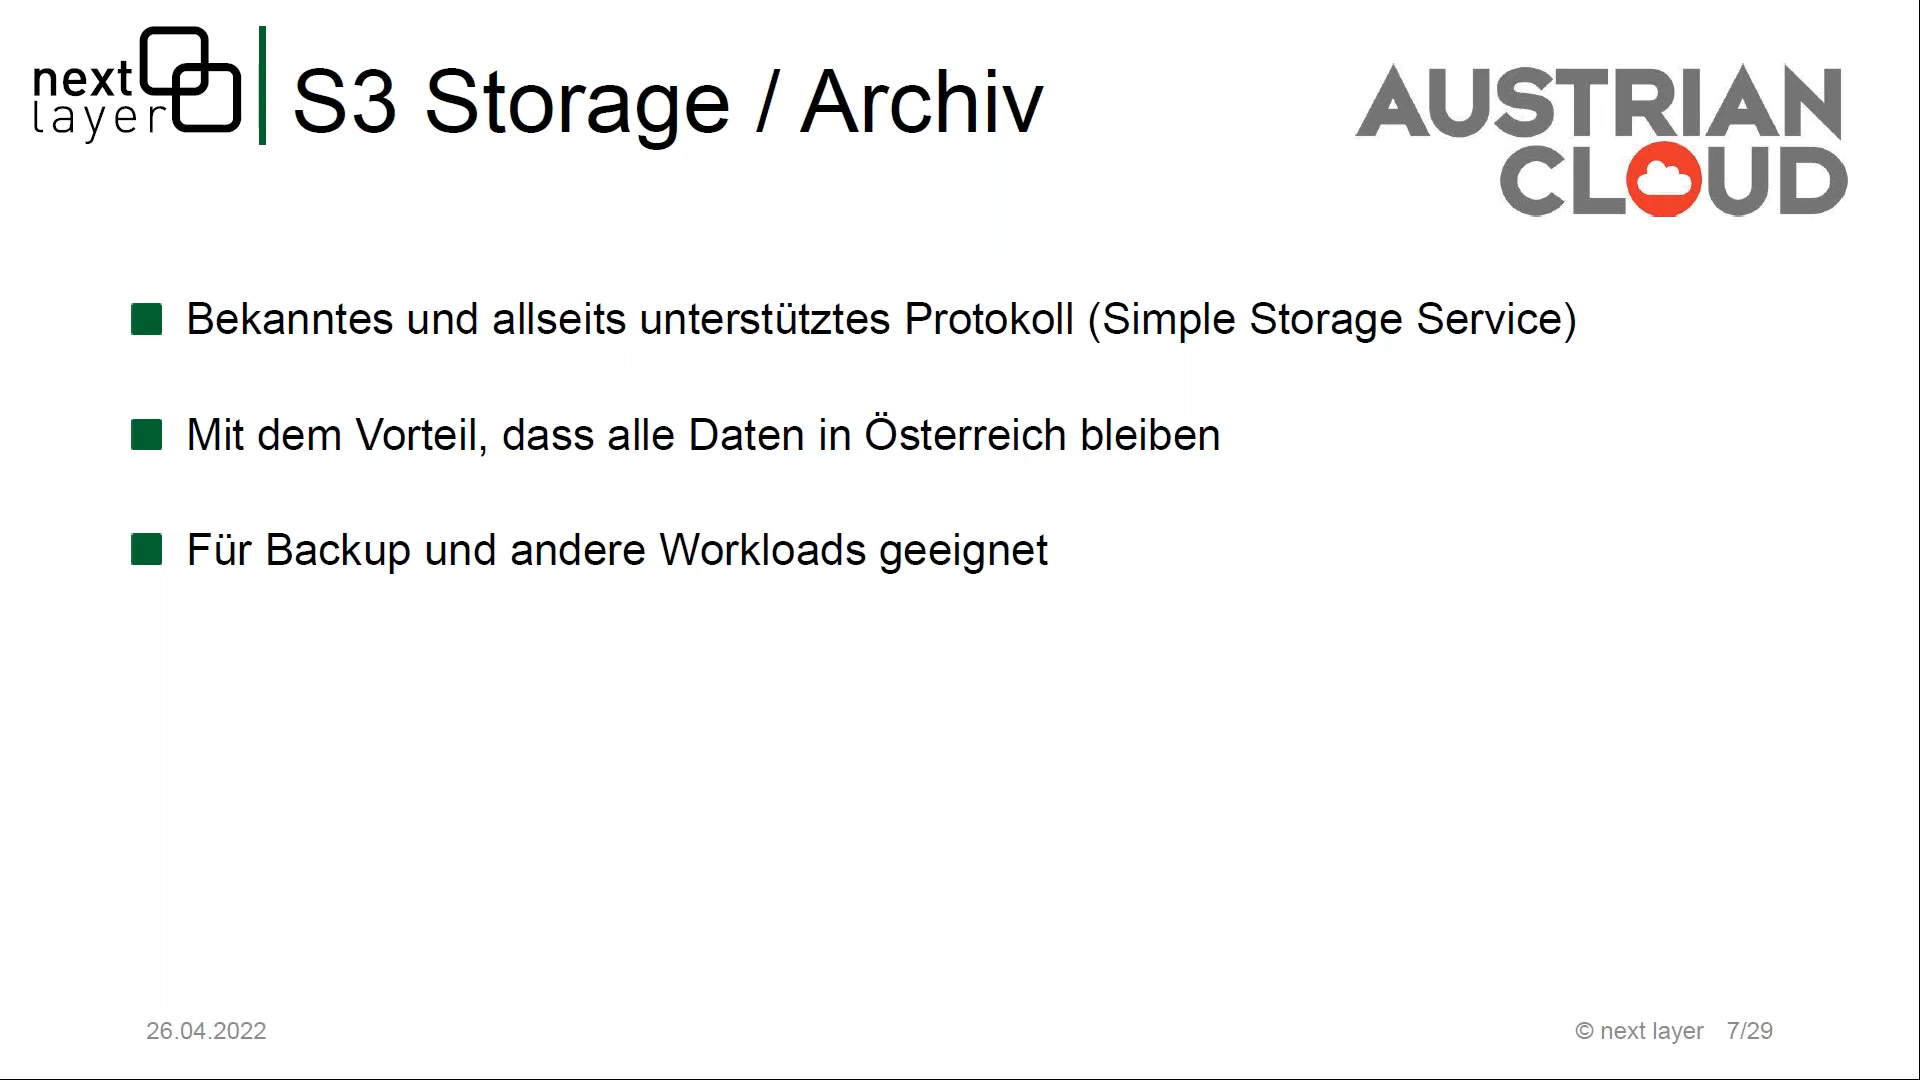 next
layer
S3 Storage / Archiv
AUSTRIAN
CLOUD
Bekanntes und allseits unterstütztes Protokoll (Simple Storage Service)
Mit dem Vorteil, dass alle Daten in Österreich bleiben
Für Backup und andere Workloads geeignet
26.04.2022
© next layer 7/29